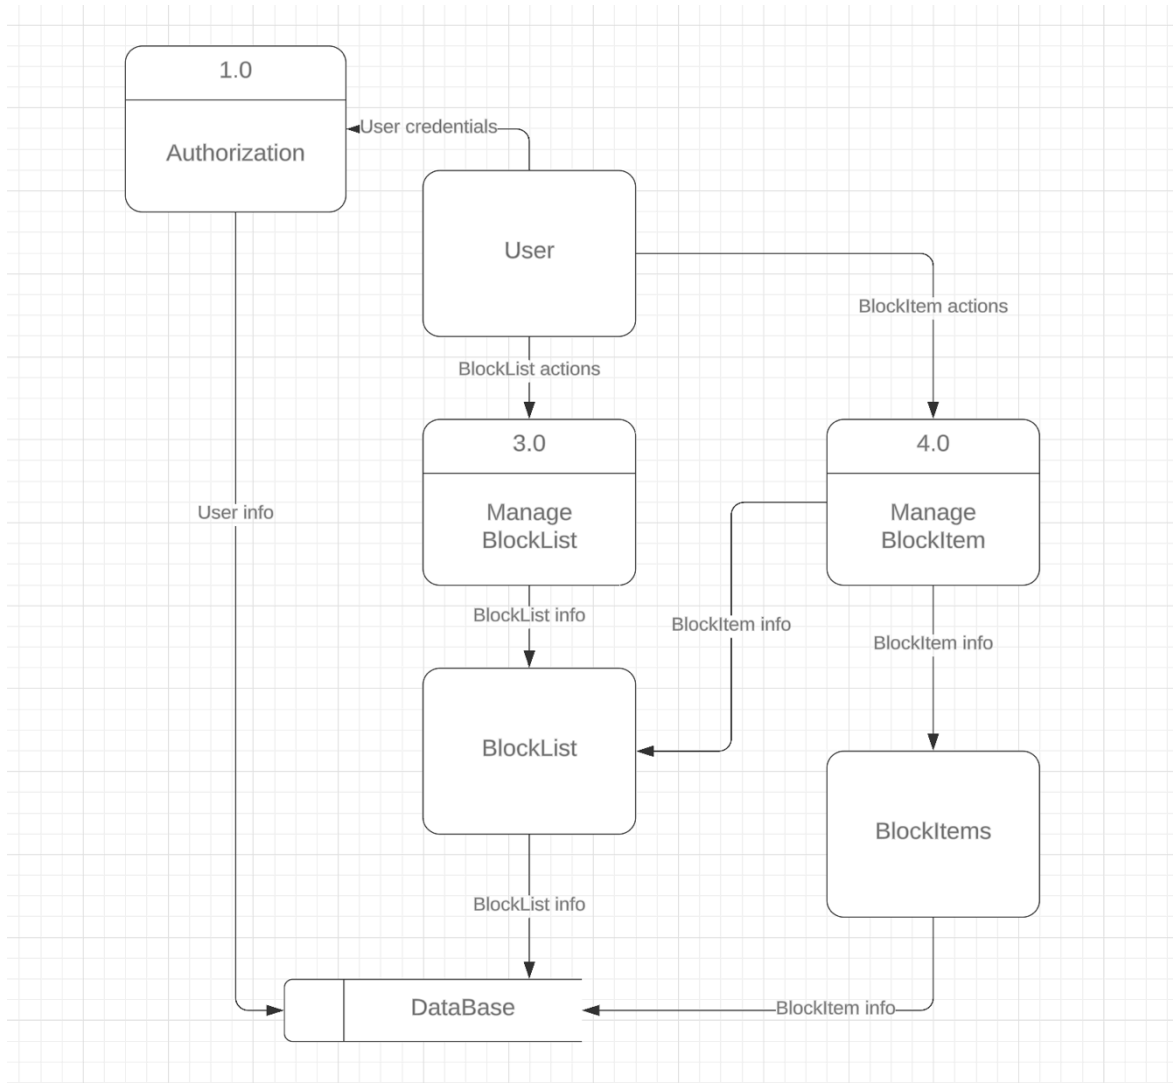 1.0
Authorization
User credentials
User
BlockItem actions
BlockList actions
3.0
Manage
BlockList
4.0
Manage
BlockItem
User info
BlockList info
BlockItem info
BlockItem info
BlockList
BlockItems
BlockList info
DataBase
BlockItem info